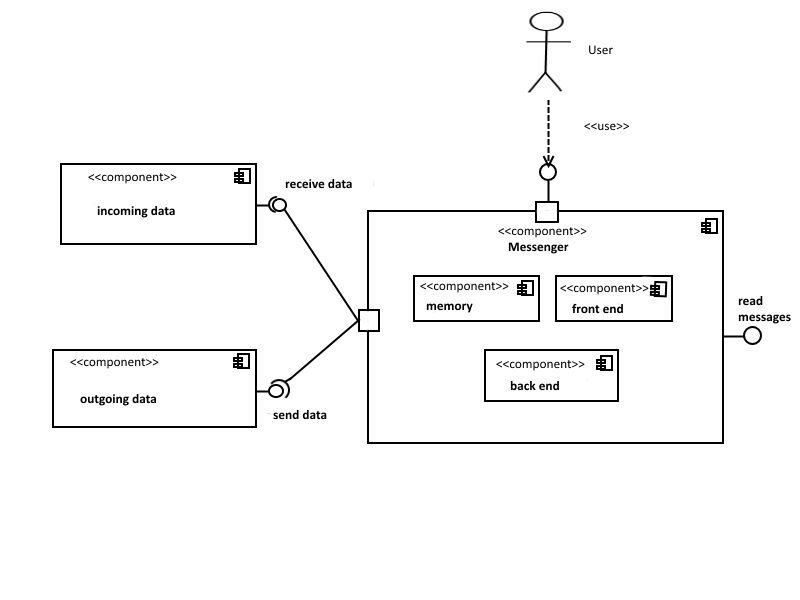 User
<<use>>
<<component>>
incoming data
receive data
<<component>>
Messenger
<<component>>
memory
<<component>>
front end
read
messages
<<component>>
outgoing data
send data
<<component>>
back end